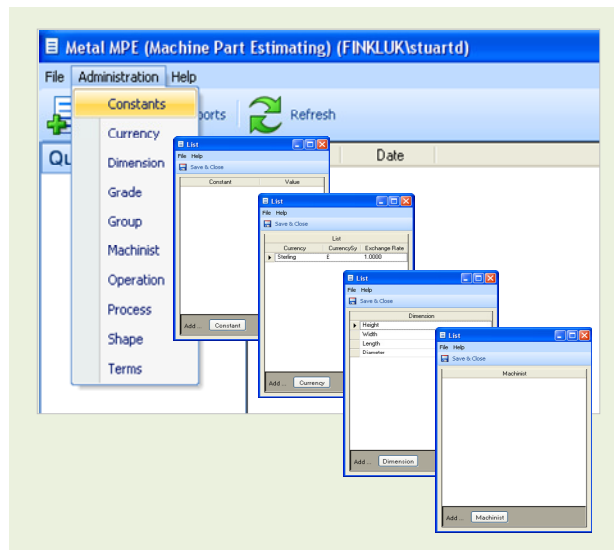 Metal MPE (Machine Part Estimating) (FINKLUK\stuartd)
File Administration Help
Constants
Currency
Dimension
Grade
Group
Machinist
Operation
Process
Shape
Terms
Refresh
Date
List
File Help
Save & Close
Constant Value
Add... Constant
List
File Help
Save & Close
List
Currency CurrencySy Exchange Rate
Sterling £ 1.0000
Add... Currency
List
File Help
Save & Close
Dimension
Height
Width
Length
Diameter
Add... Dimension
List
File Help
Save & Close
Machinist
Add... Machinist